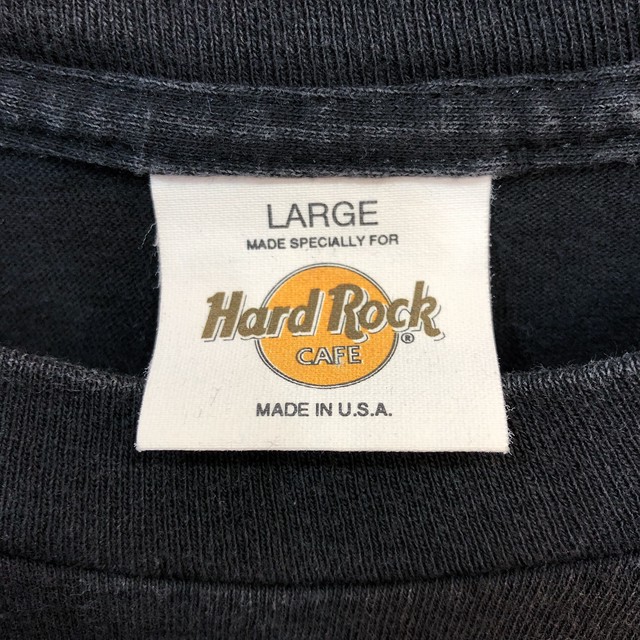 LARGE
MADE SPECIALLY FOR
Hard Rock
CAFE ®
MADE IN U.S.A.